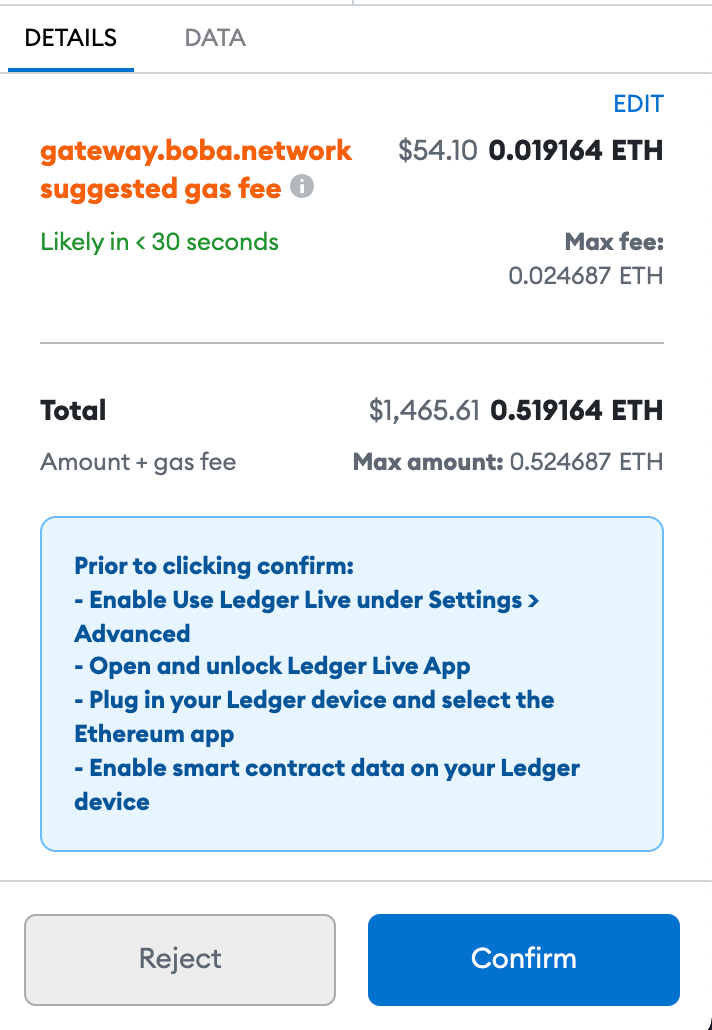 DETAILS DATA
EDIT
gateway.boba.network $54.10 0.019164 ETH
suggested gas fee i
Likely in < 30 seconds Max fee:
0.024687 ETH
Total $1,465.61 0.519164 ETH
Amount + gas fee Max amount: 0.524687 ETH
Prior to clicking confirm:
- Enable Use Ledger Live under Settings >
Advanced
- Open and unlock Ledger Live App
- Plug in your Ledger device and select the
Ethereum app
- Enable smart contract data on your Ledger
device
Reject Confirm